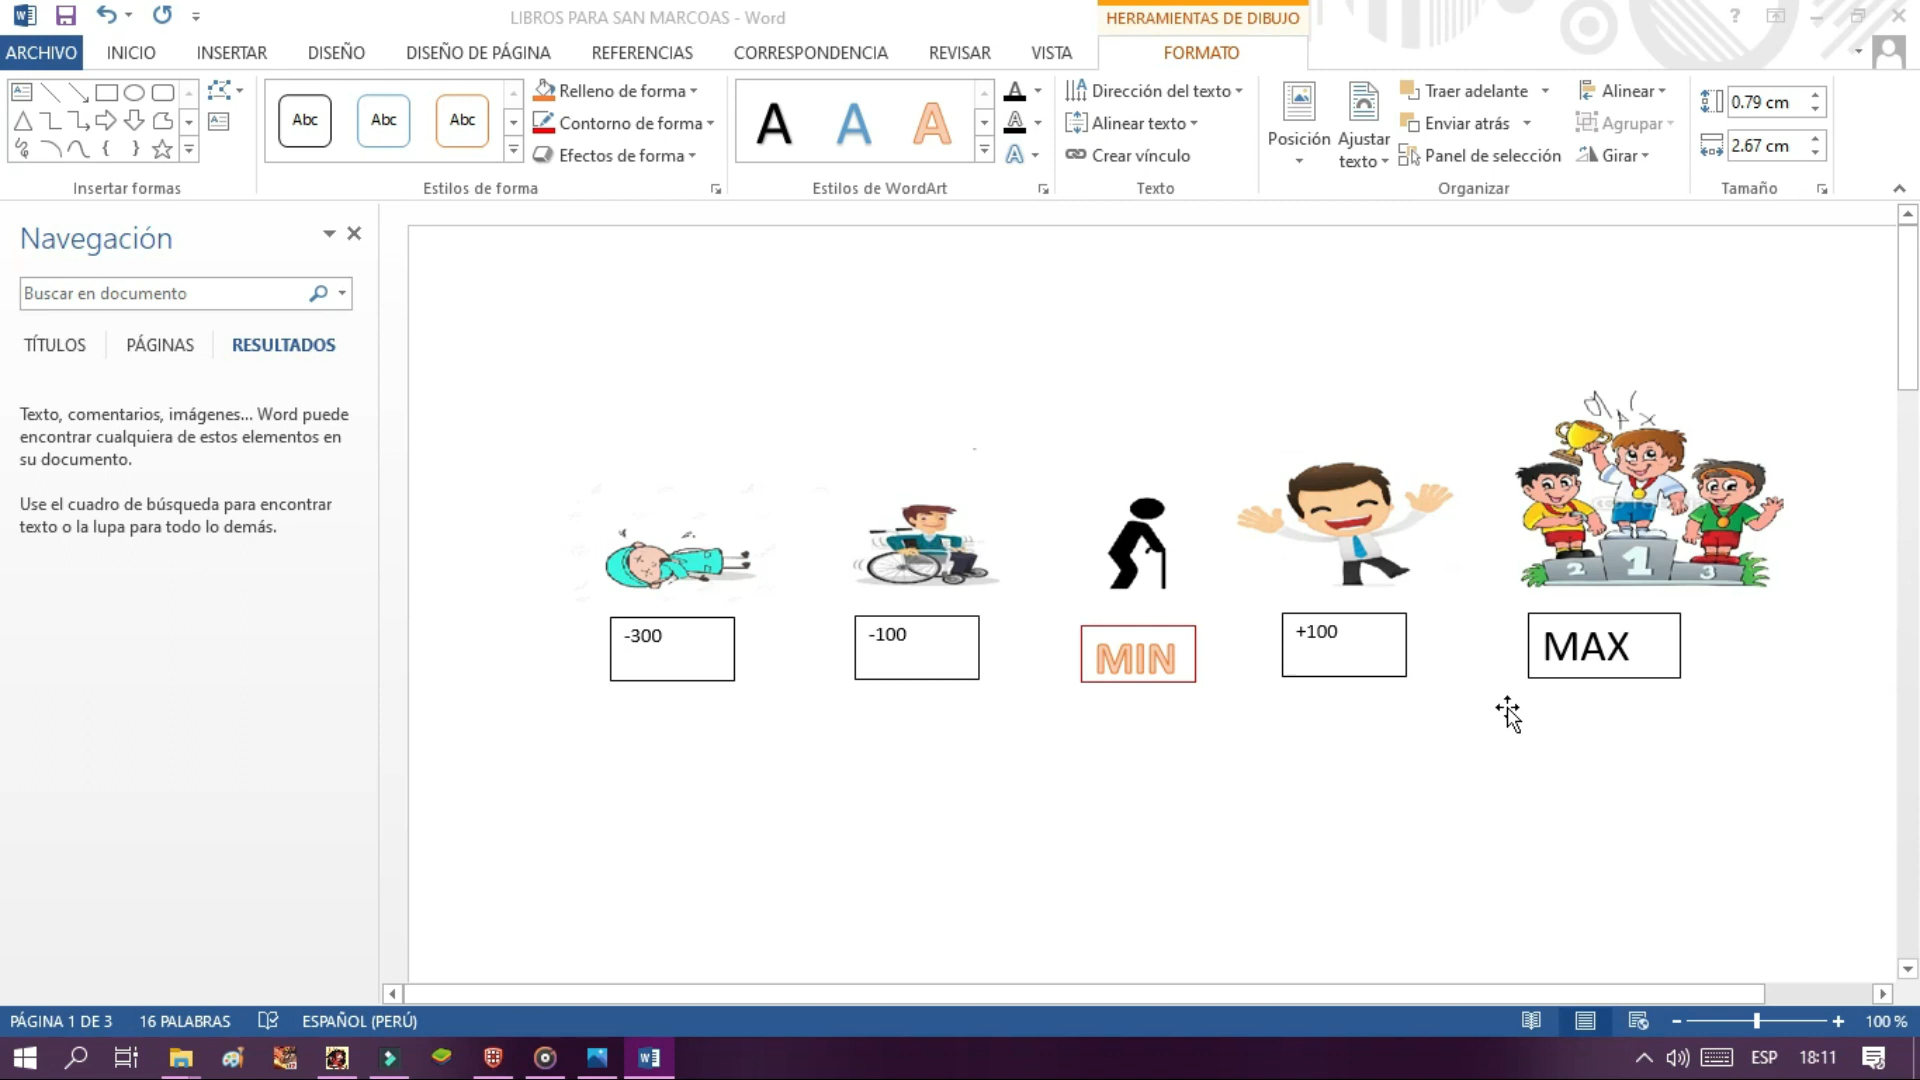 LIBROS PARA SAN MARCOAS - Word
HERRAMIENTAS DE DIBUJO
?
ARCHIVO
INICIO
INSERTAR
DISEÑO
DISEÑO DE PÁGINA
REFERENCIAS
CORRESPONDENCIA
REVISAR
VISTA
FORMATO
Abc
Abc
Abc
Relleno de forma
Contorno de forma
Efectos de forma
A
A
A
A
A
A
Dirección del texto
Alinear texto
Crear vínculo
Posición
Ajustar
texto
Traer adelante
Enviar atrás
Panel de selección
Alinear
Agrupar
Girar
0.79 cm
2.67 cm
Insertar formas
Estilos de forma
Estilos de WordArt
Texto
Organizar
Tamaño
Navegación
Buscar en documento
TÍTULOS
PÁGINAS
RESULTADOS
Texto, comentarios, imágenes... Word puede
encontrar cualquiera de estos elementos en
su documento.
Use el cuadro de búsqueda para encontrar
texto o la lupa para todo lo demás.
2
1
3
-300
-100
MIN
+100
MAX
PÁGINA 1 DE 3
16 PALABRAS
ESPAÑOL (PERÚ)
100 %
ESP
18:11